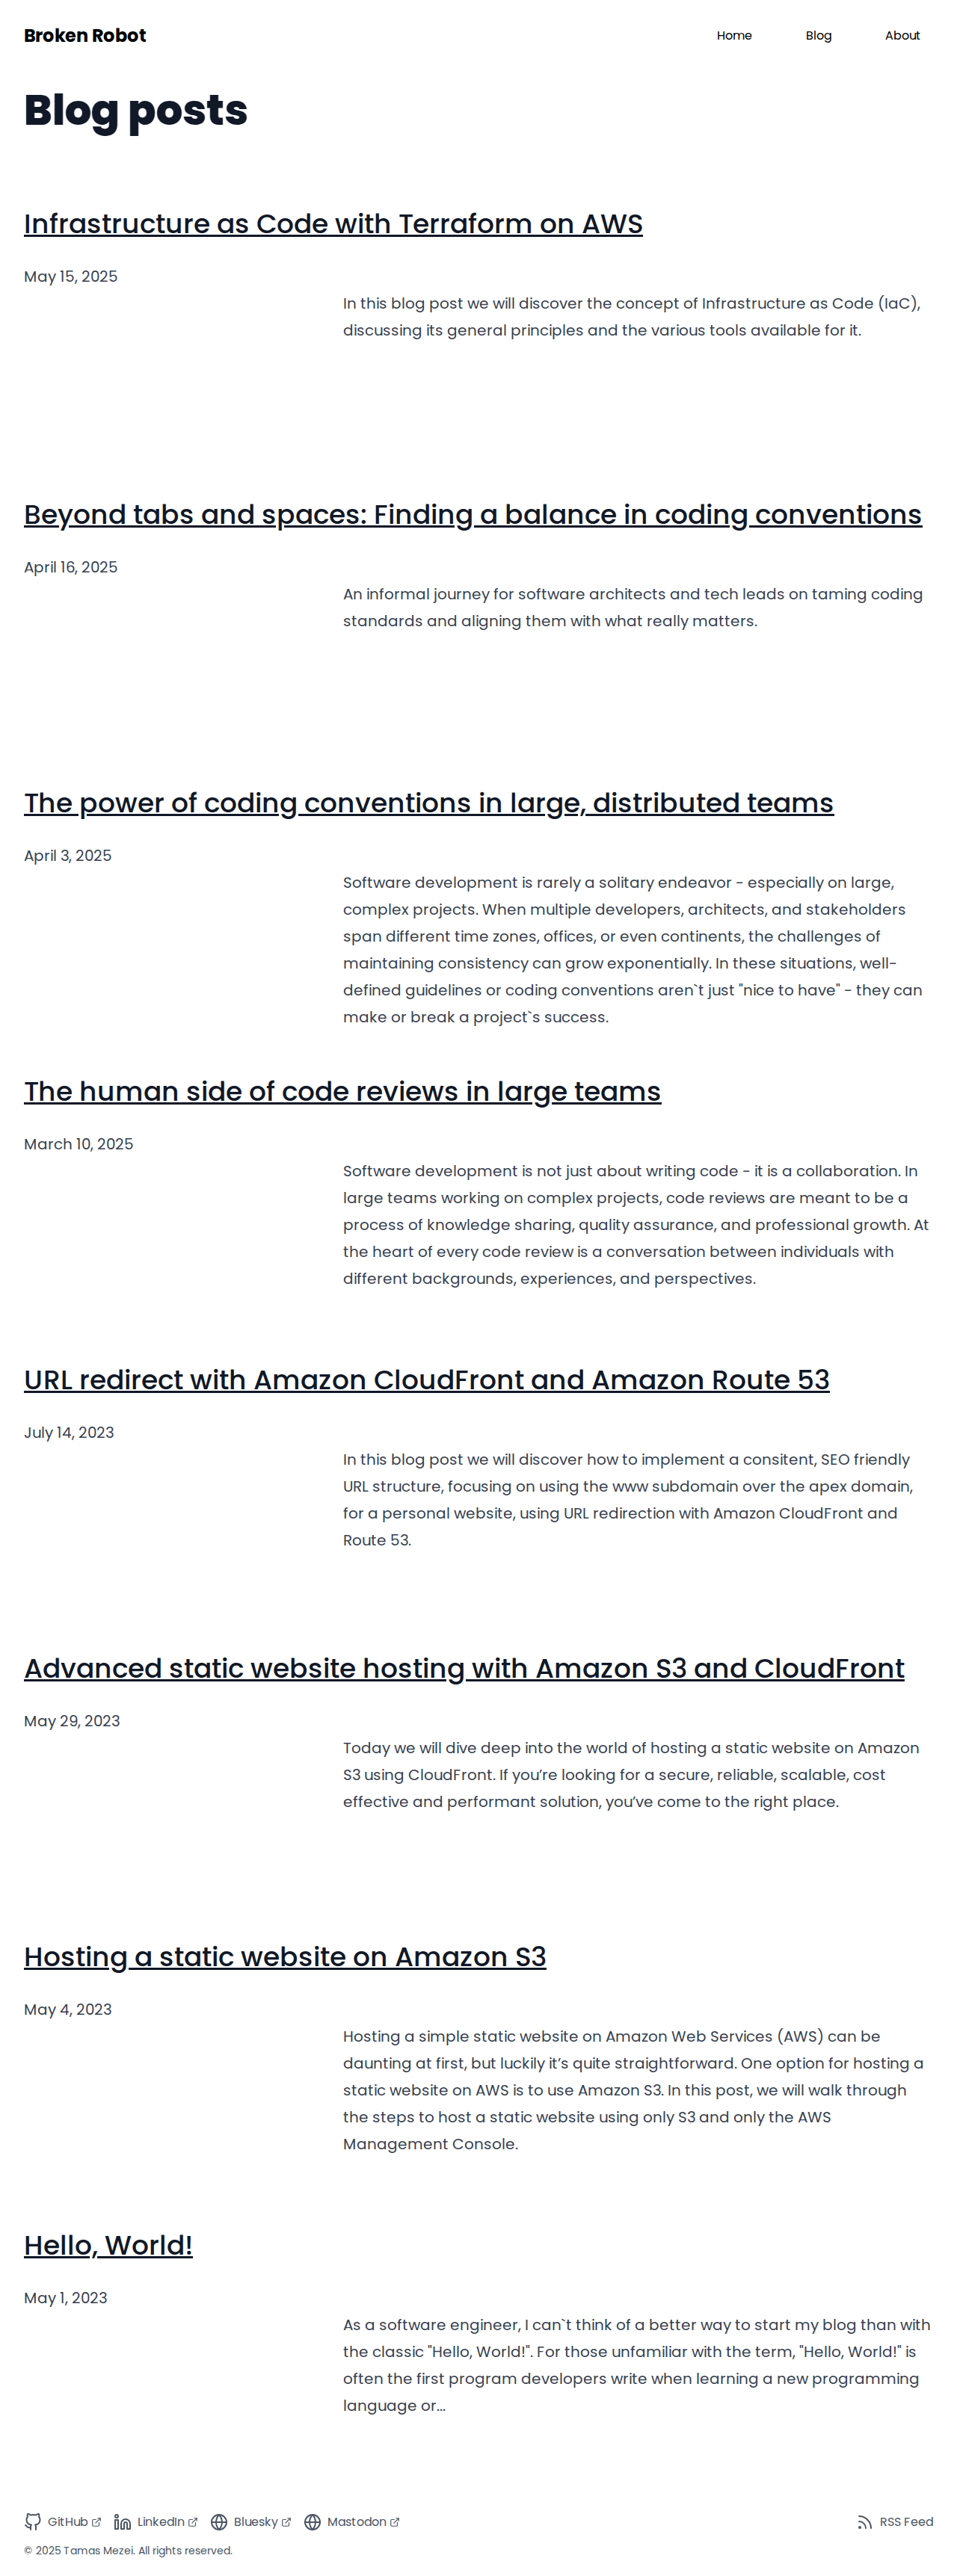 Broken Robot
Home
Blog
About
Blog posts
Infrastructure as Code with Terraform on AWS
May 15, 2025
In this blog post we will discover the concept of Infrastructure as Code (IaC),
discussing its general principles and the various tools available for it.
Beyond tabs and spaces: Finding a balance in coding conventions
April 16, 2025
An informal journey for software architects and tech leads on taming coding
standards and aligning them with what really matters.
The power of coding conventions in large, distributed teams
April 3, 2025
Software development is rarely a solitary endeavor - especially on large,
complex projects. When multiple developers, architects, and stakeholders
span different time zones, offices, or even continents, the challenges of
maintaining consistency can grow exponentially. In these situations, well-
defined guidelines or coding conventions aren`t just "nice to have" - they can
make or break a project`s success.
The human side of code reviews in large teams
March 10, 2025
Software development is not just about writing code - it is a collaboration. In
large teams working on complex projects, code reviews are meant to be a
process of knowledge sharing, quality assurance, and professional growth. At
the heart of every code review is a conversation between individuals with
different backgrounds, experiences, and perspectives.
URL redirect with Amazon CloudFront and Amazon Route 53
July 14, 2023
In this blog post we will discover how to implement a consitent, SEO friendly
URL structure, focusing on using the www subdomain over the apex domain,
for a personal website, using URL redirection with Amazon CloudFront and
Route 53.
Advanced static website hosting with Amazon S3 and CloudFront
May 29, 2023
Today we will dive deep into the world of hosting a static website on Amazon
S3 using CloudFront. If you’re looking for a secure, reliable, scalable, cost
effective and performant solution, you’ve come to the right place.
Hosting a static website on Amazon S3
May 4, 2023
Hosting a simple static website on Amazon Web Services (AWS) can be
daunting at first, but luckily it’s quite straightforward. One option for hosting a
static website on AWS is to use Amazon S3. In this post, we will walk through
the steps to host a static website using only S3 and only the AWS
Management Console.
Hello, World!
May 1, 2023
As a software engineer, I can`t think of a better way to start my blog than with
the classic "Hello, World!". For those unfamiliar with the term, "Hello, World!" is
often the first program developers write when learning a new programming
language or...
GitHub
LinkedIn
Bluesky
Mastodon
RSS Feed
© 2025 Tamas Mezei. All rights reserved.